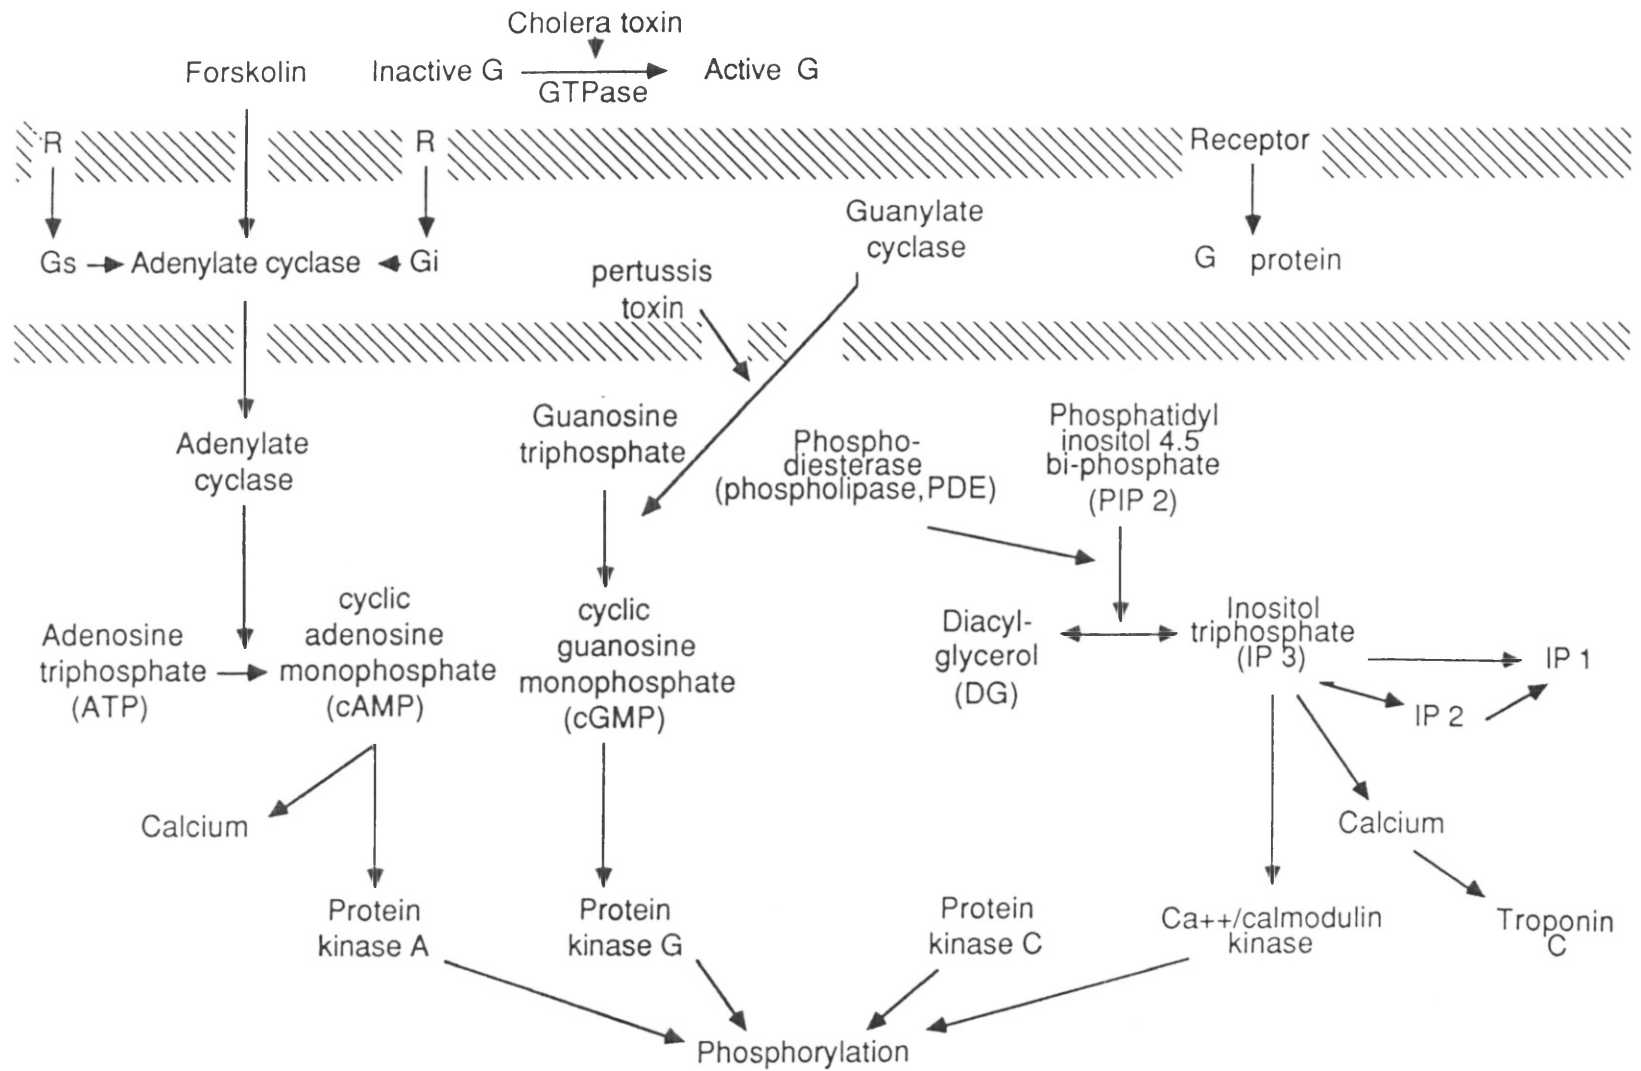 Cholera toxin
Forskolin
Inactive G
Active G
GTPase
R
R
Receptor
Gs
Adenylate cyclase
Gi
pertussis
toxin
Guanylate
cyclase
G protein
Adenylate
cyclase
Guanosine
triphosphate
Phospho-
diesterase
(phospholipase,PDE)
Phosphatidyl
inositol 4.5
bi-phosphate
(PIP 2)
Adenosine
triphosphate
(ATP)
cyclic
adenosine
monophosphate
(cAMP)
cyclic
guanosine
monophosphate
(cGMP)
Diacyl-
glycerol
(DG)
Inositol
triphosphate
(IP 3)
IP 1
IP 2
Calcium
Calcium
Protein
kinase A
Protein
kinase G
Protein
kinase C
Ca++/calmodulin
kinase
Troponin
C
Phosphorylation